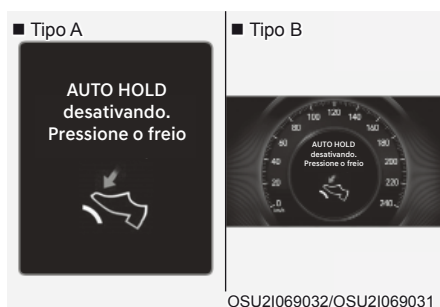 ■ Tipo A
AUTO HOLD
desativando.
Pressione o freio
■ Tipo B
AUTO HOLD
desativando.
Pressione o freio
0
20
40
60
80
100
120
140
160
180
200
220
240
km/h
OSU2I069032/OSU2I069031